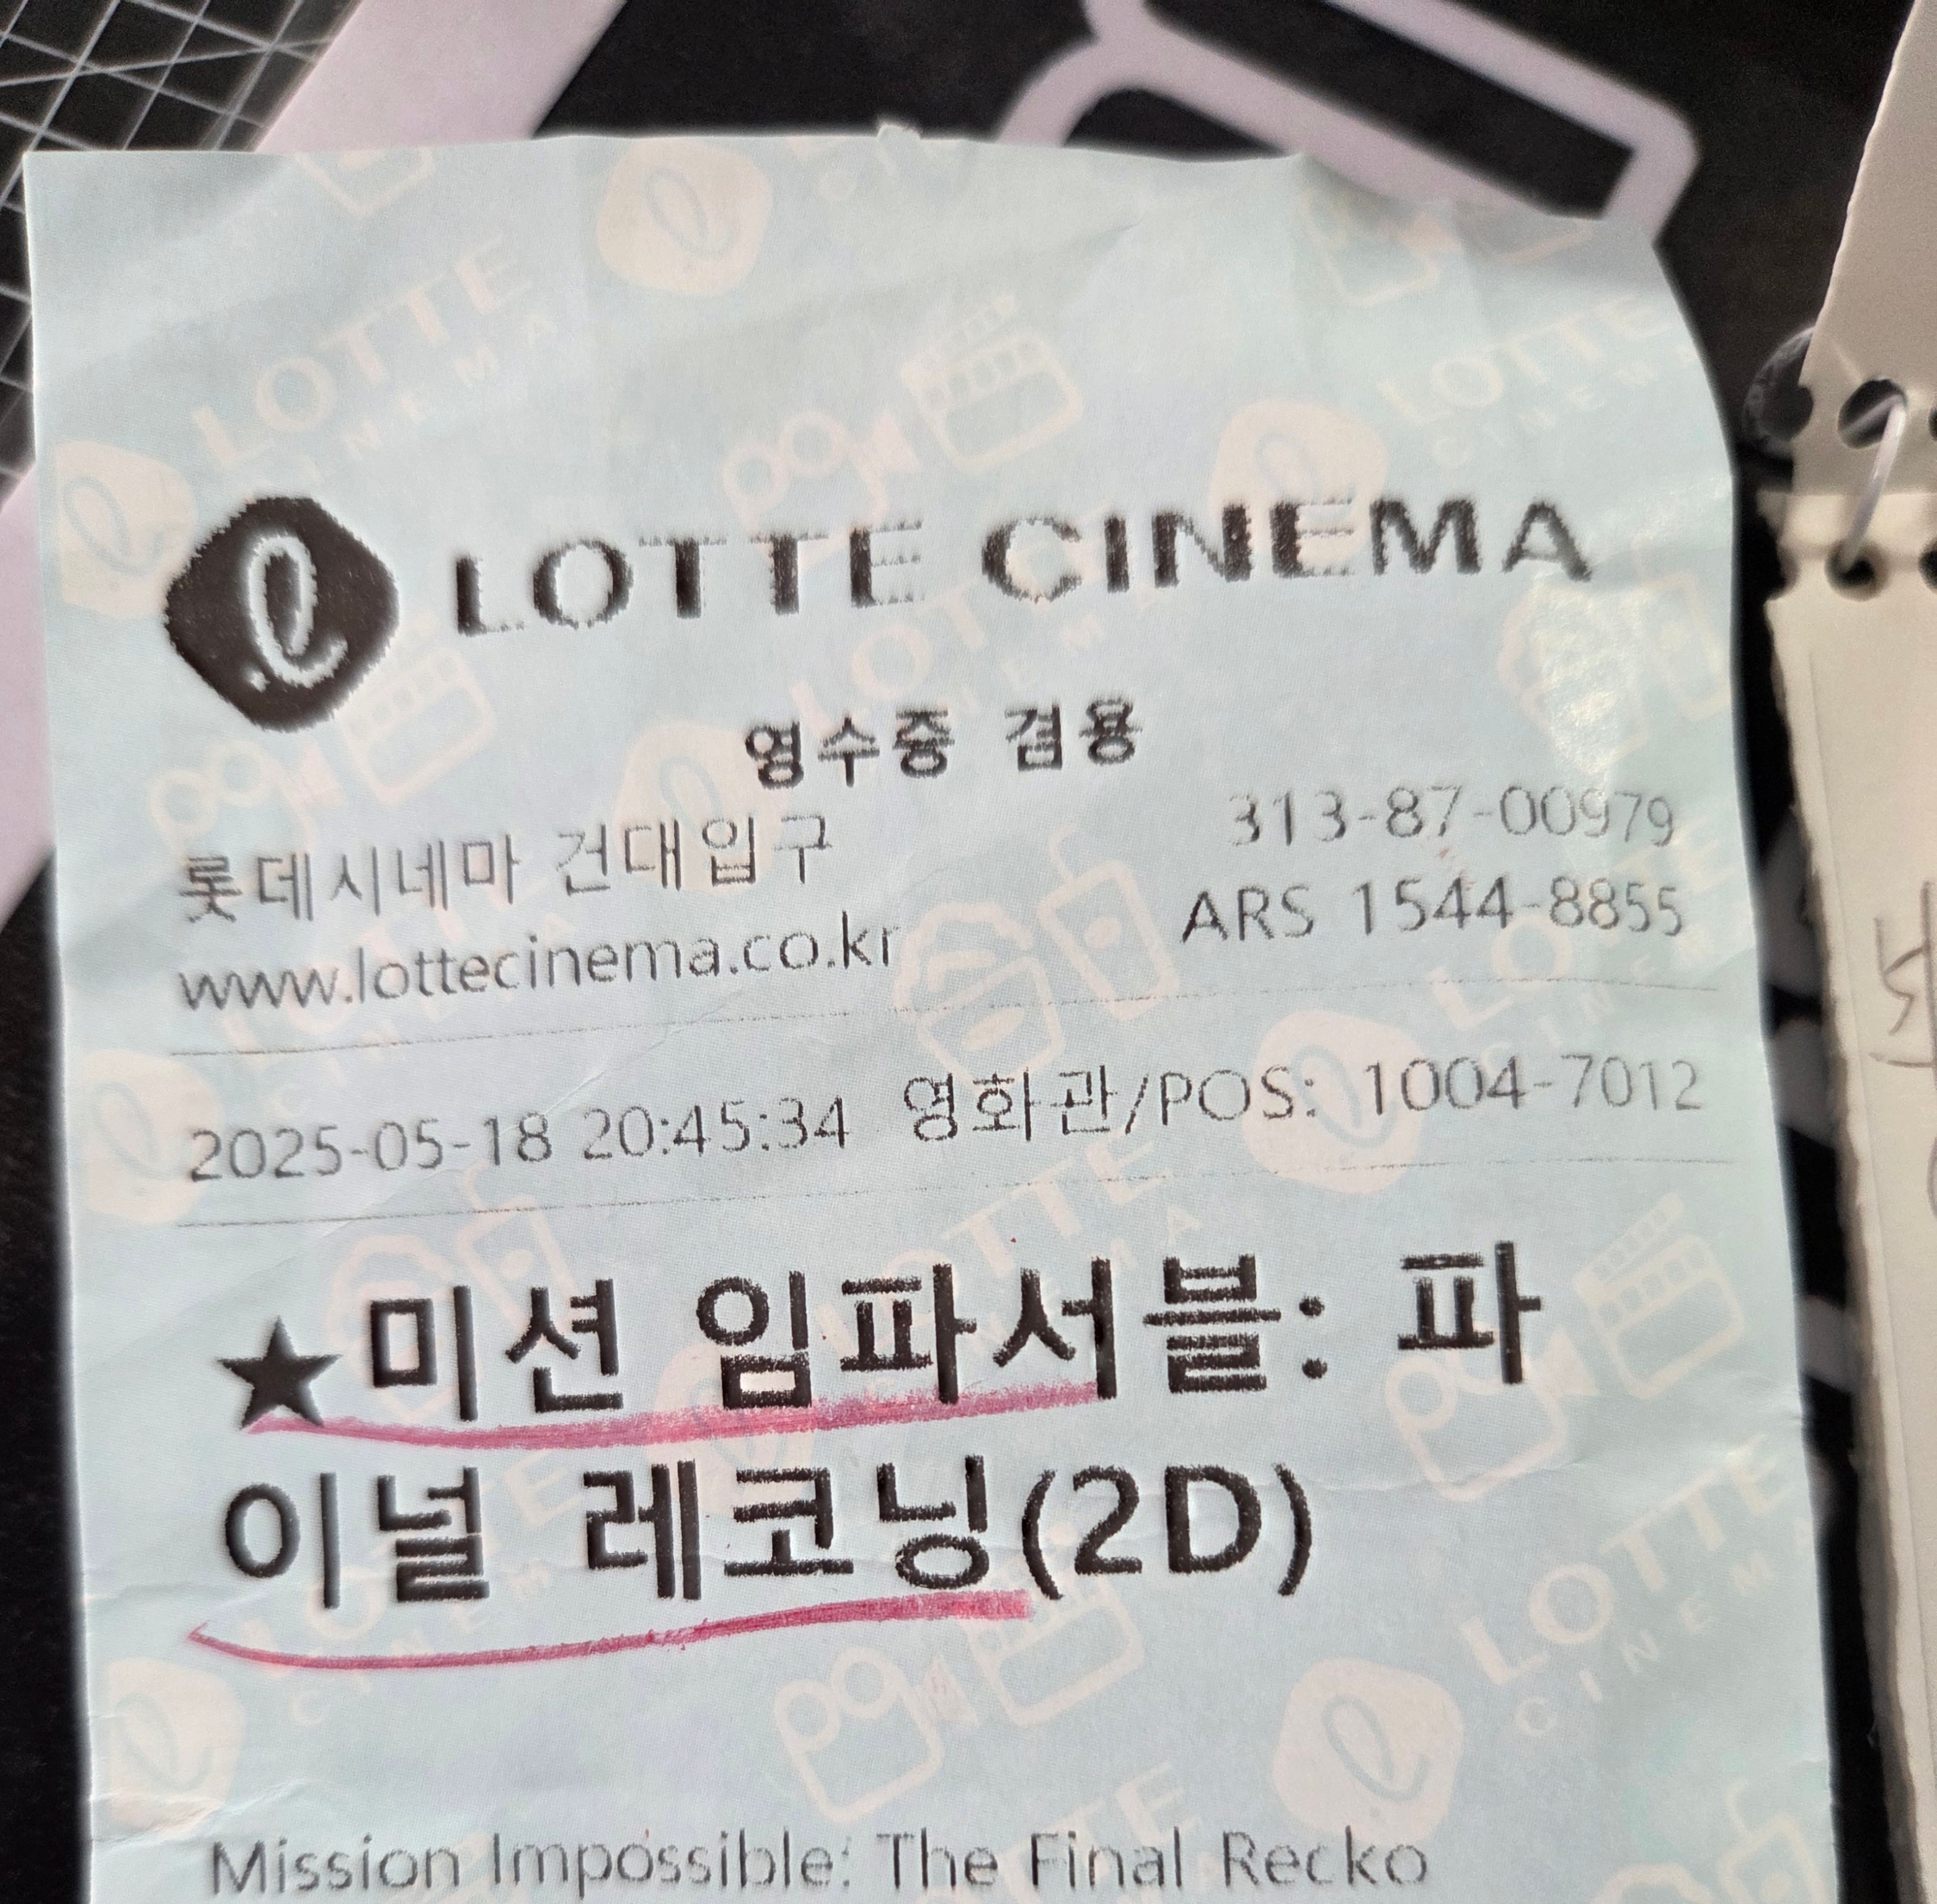 LOTTE CINEMA
영수증 겸용
롯데시네마 건대입구 313-87-00979
www.lottecinema.co.kr ARS 1544-8855
2025-05-18 20:45:34 영화관/POS: 1004-7012
★미션 임파서블: 파
이널 레코닝(2D)
Mission Impossible: The Final Recko